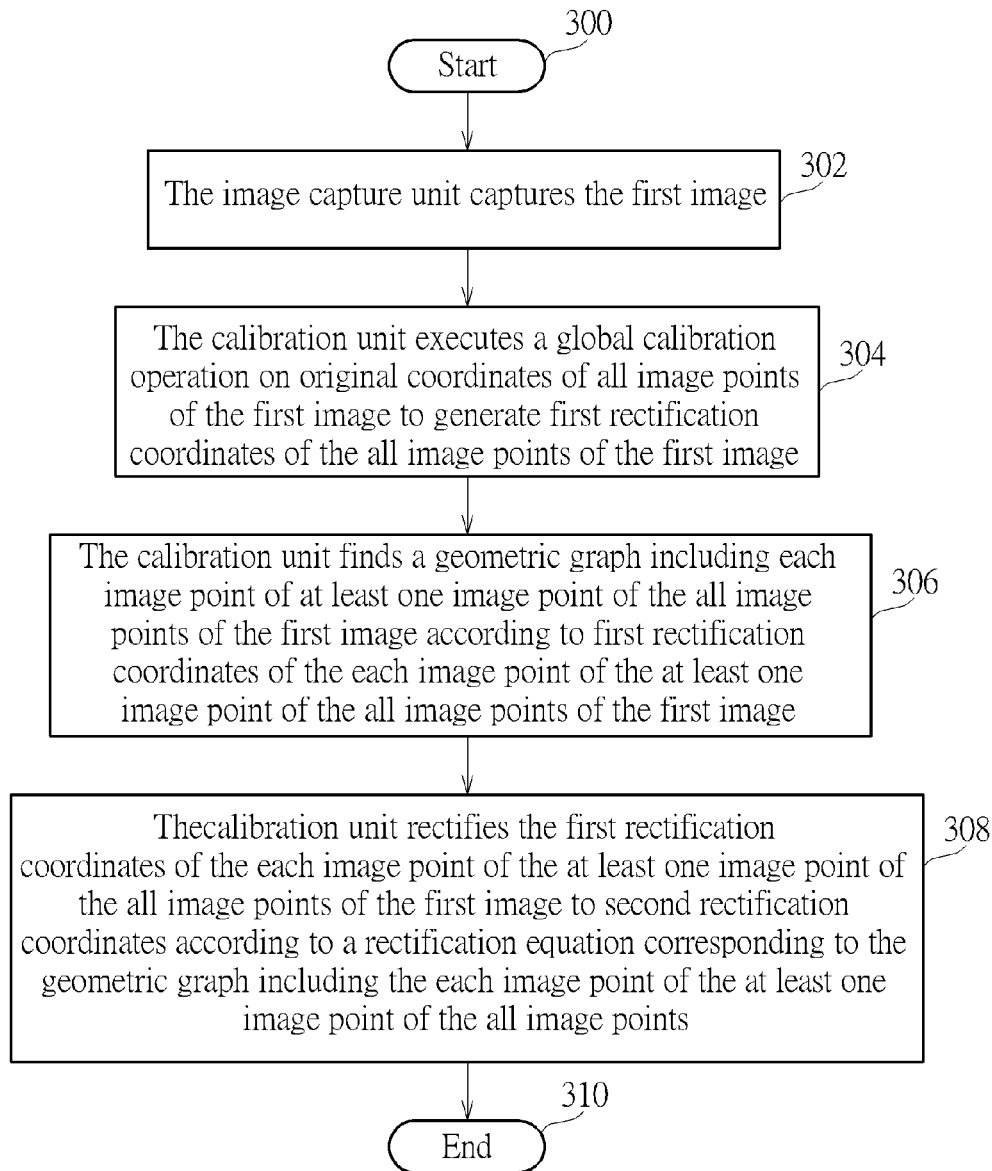 300
Start
302
The image capture unit captures the first image
304
The calibration unit executes a global calibration
operation on original coordinates of all image points
of the first image to generate first rectification
coordinates of the all image points of the first image
306
The calibration unit finds a geometric graph including each
image point of at least one image point of the all image
points of the first image according to first rectification
coordinates of the each image point of the at least one
image point of the all image points of the first image
308
Thecalibration unit rectifies the first rectification
coordinates of the each image point of the at least one image point of
the all image points of the first image to second rectification
coordinates according to a rectification equation corresponding to the
geometric graph including the each image point of the at least one
image point of the all image points
310
End